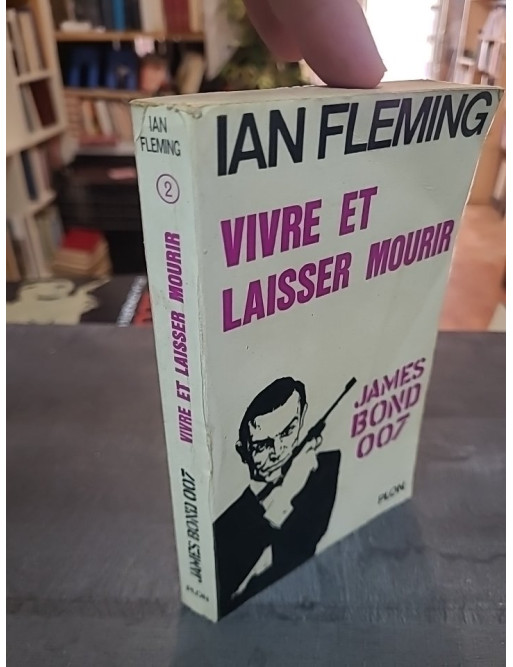 IAN
FLEMING
2
VIVRE ET LAISSER MOURIR
JAMES BOND 007
PLON
IAN FLEMING
VIVRE ET
LAISSER MOURIR
JAMES
BOND
007
PLON